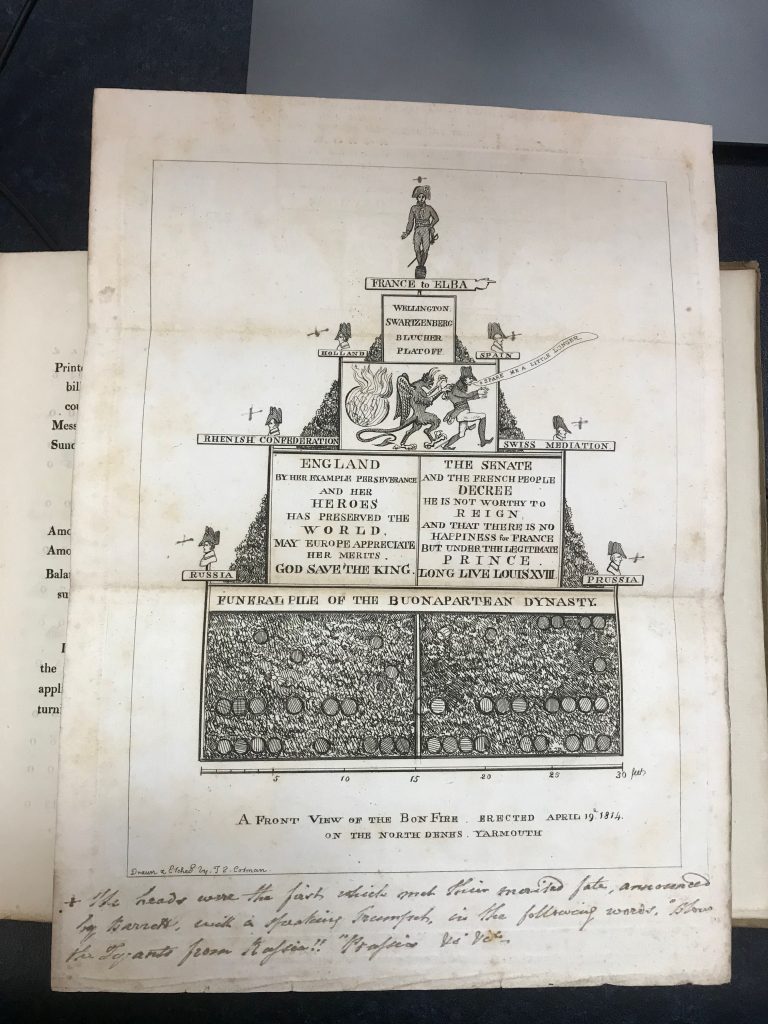 FRANCE to ELBA
WELLINGTON
SWARTZENBERG
BLUCHER
PLATOFF
HOLLAND
SPAIN
SPARE ME A LITTLE LONGER
RHENISH CONFEDERATION
SWISS MEDIATION
ENGLAND
BY HER EXAMPLE PERSEVERANCE
AND HER
HEROES
HAS PRESERVED THE
WORLD.
MAY EUROPE APPRECIATE
HER MERITS.
GOD SAVE THE KING.
THE SENATE
AND THE FRENCH PEOPLE
DECREE
HE IS NOT WORTHY TO
REIGN.
AND THAT THERE IS NO
HAPPINESS for FRANCE
BUT UNDER THE LEGITIMATE
PRINCE.
LONG LIVE LOUIS XVIII.
RUSSIA
PRUSSIA
FUNERAL PILE OF THE BUONAPARTEAN DYNASTY.
5 10 15 20 25 30 feet
A FRONT VIEW OF THE BON FIRE. ERECTED APRIL 19th 1814.
ON THE NORTH DENES. YARMOUTH
Drawn & Etched by J. S. Cotman
+ The heads were the first which met their merited fate, announced
by Barrett, with a speaking trumpet, in the following words, "Blow
the Tyrants from Russia!! "Prussia &c &c
Printe
bill
cou
Mess
Sund
Amo
Amo
Balar
su
the
appl
turni